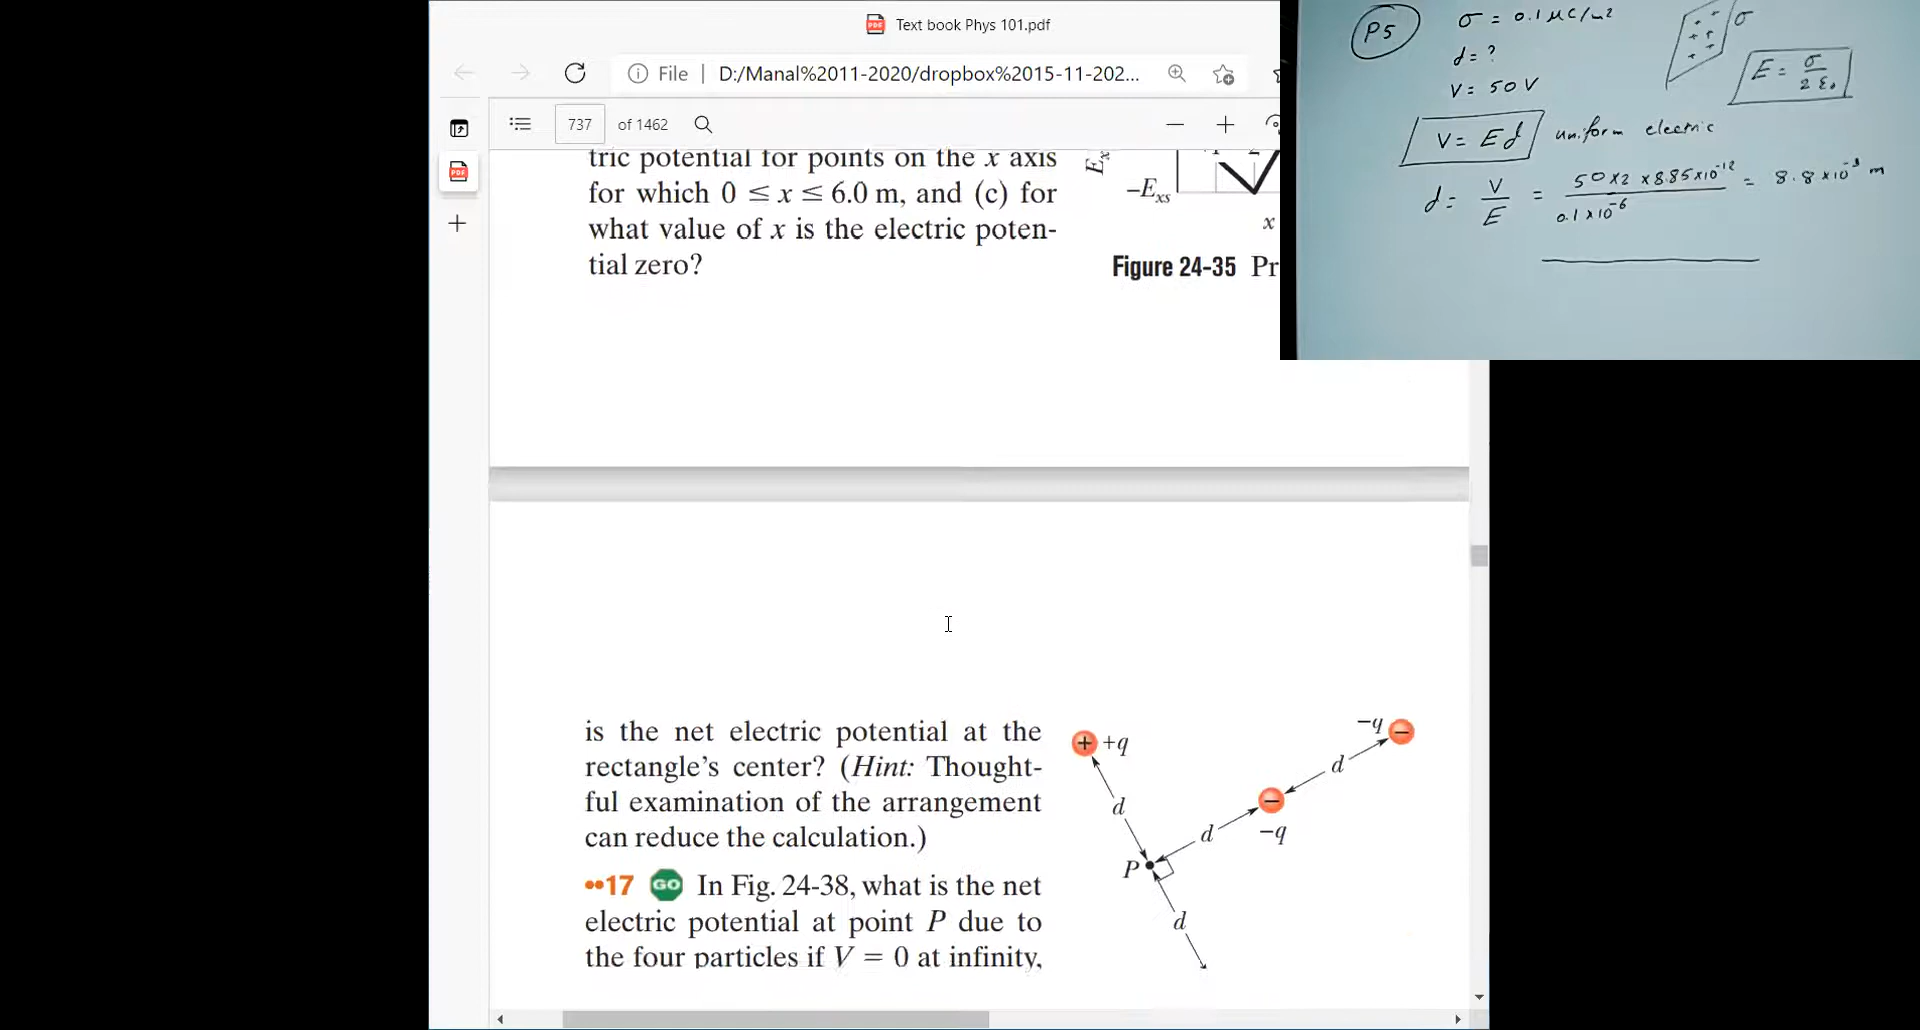 Text book Phys 101.pdf
File | D:/Manal%2011-2020/dropbox%2015-11-202...
737 of 1462
tric potential for points on the x axis
for which 0 ≤ x ≤ 6.0 m, and (c) for
what value of x is the electric poten-
tial zero?
Ex
−Exs
x
Figure 24-35 Pr
P5
σ = 0.1 μC/m²
d = ?
V = 50 V
σ
E = σ / 2 ε₀
V = Ed uniform electric
d = V / E = 50 × 2 × 8.85 × 10⁻¹² / 0.1 × 10⁻⁶ = 8.8 × 10⁻³ m
is the net electric potential at the
rectangle's center? (Hint: Thought-
ful examination of the arrangement
can reduce the calculation.)
••17 GO In Fig. 24-38, what is the net
electric potential at point P due to
the four particles if V = 0 at infinity,
+ +q
−q −
d
d
−
d
−q
P
d